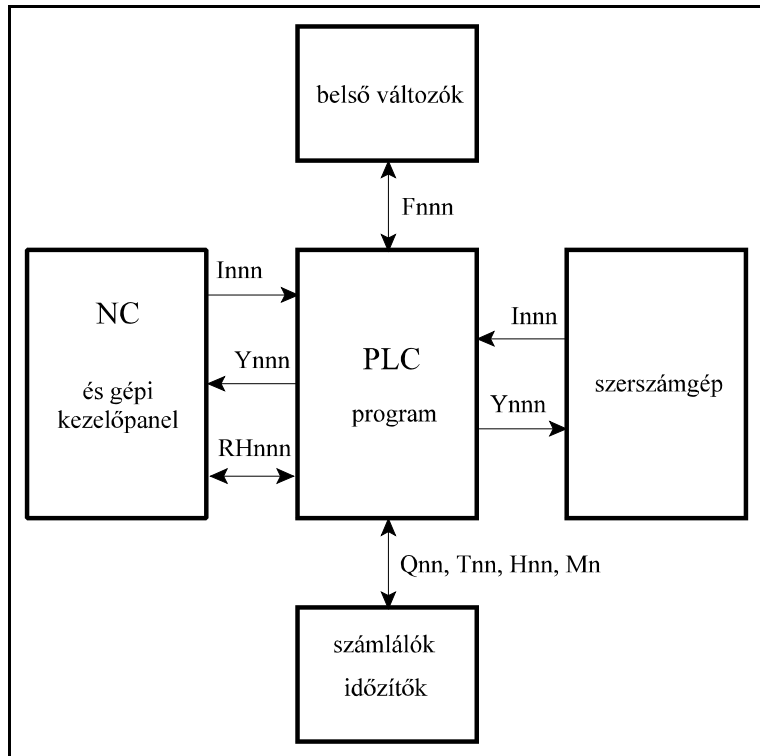 belső változók
Fnnn
NC
és gépi
kezelőpanel
Innn
Ynnn
RHnnn
PLC
program
Innn
Ynnn
szerszámgép
Qnn, Tnn, Hnn, Mn
számlálók
időzítők